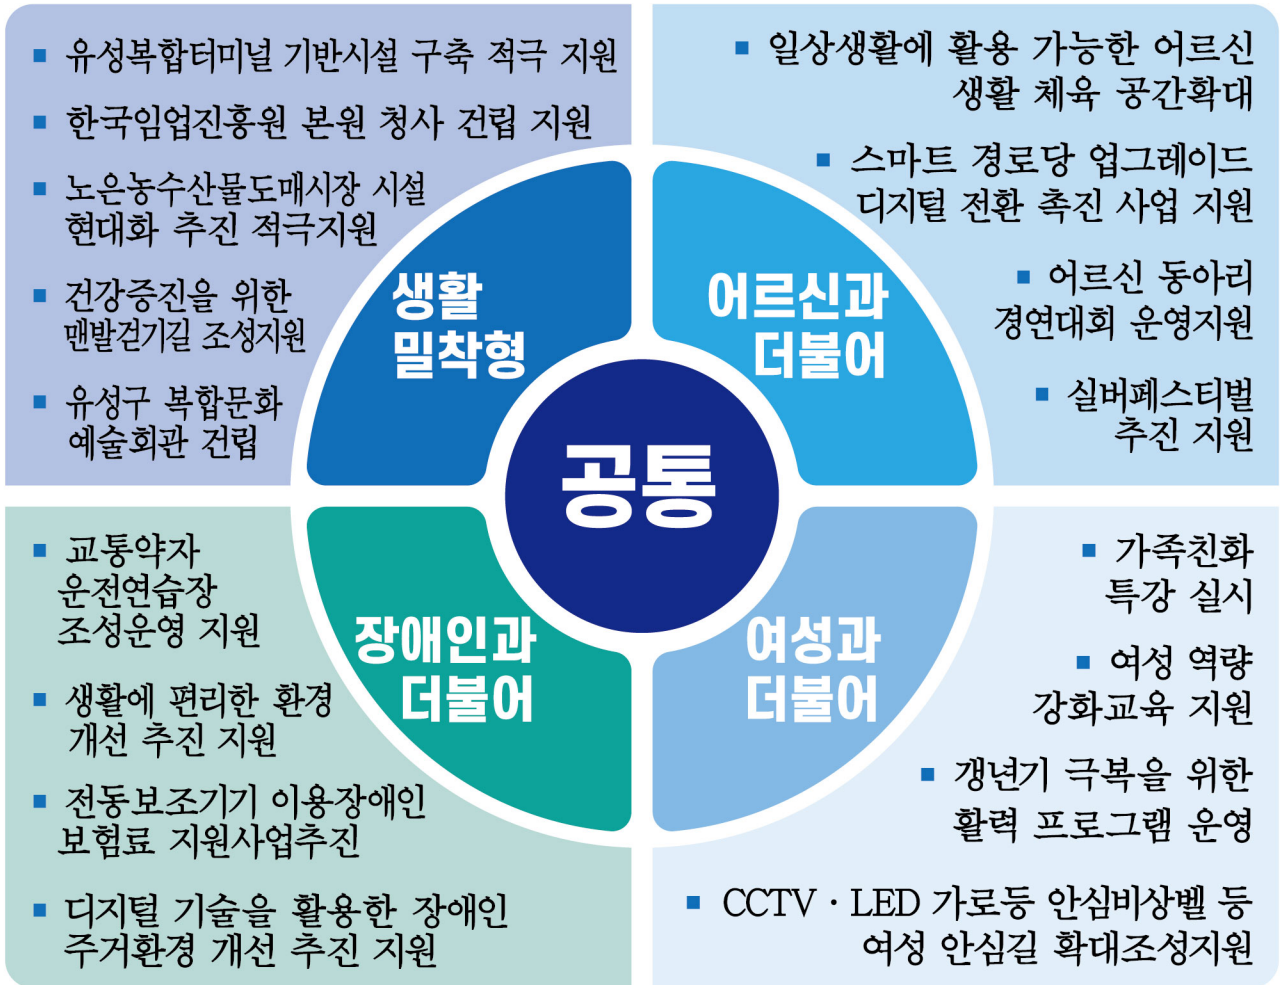 ▪ 유성복합터미널 기반시설 구축 적극 지원
▪ 한국임업진흥원 본원 청사 건립 지원
▪ 노은농수산물도매시장 시설
현대화 추진 적극지원
▪ 건강증진을 위한
맨발걷기길 조성지원
▪ 유성구 복합문화
예술회관 건립
생활
밀착형
▪ 일상생활에 활용 가능한 어르신
생활 체육 공간확대
▪ 스마트 경로당 업그레이드
디지털 전환 촉진 사업 지원
▪ 어르신 동아리
경연대회 운영지원
▪ 실버페스티벌
추진 지원
어르신과
더불어
공통
▪ 교통약자
운전연습장
조성운영 지원
▪ 생활에 편리한 환경
개선 추진 지원
▪ 전동보조기기 이용장애인
보험료 지원사업추진
▪ 디지털 기술을 활용한 장애인
주거환경 개선 추진 지원
장애인과
더불어
▪ 가족친화
특강 실시
▪ 여성 역량
강화교육 지원
▪ 갱년기 극복을 위한
활력 프로그램 운영
▪ CCTV · LED 가로등 안심비상벨 등
여성 안심길 확대조성지원
여성과
더불어